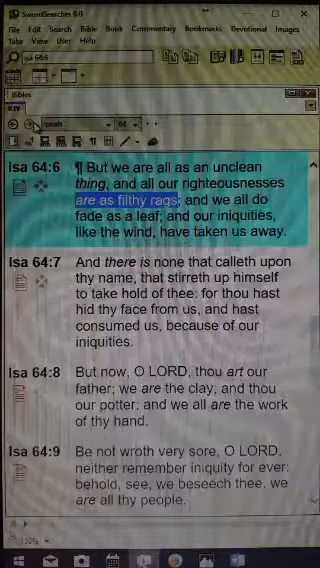 SwordSearcher 8.0
File Edit Search Bible Book Commentary Bookmarks Devotional Images
Tabs View User Help
isa 64:6
Bibles
KJV
Isaiah 64
Isa 64:6 ¶ But we are all as an unclean
thing, and all our righteousnesses
are as filthy rags; and we all do
fade as a leaf; and our iniquities,
like the wind, have taken us away.
Isa 64:7 And there is none that calleth upon
thy name, that stirreth up himself
to take hold of thee: for thou hast
hid thy face from us, and hast
consumed us, because of our
iniquities.
Isa 64:8 But now, O LORD, thou art our
father; we are the clay, and thou
our potter; and we all are the work
of thy hand.
Isa 64:9 Be not wroth very sore, O LORD,
neither remember iniquity for ever:
behold, see, we beseech thee, we
are all thy people.